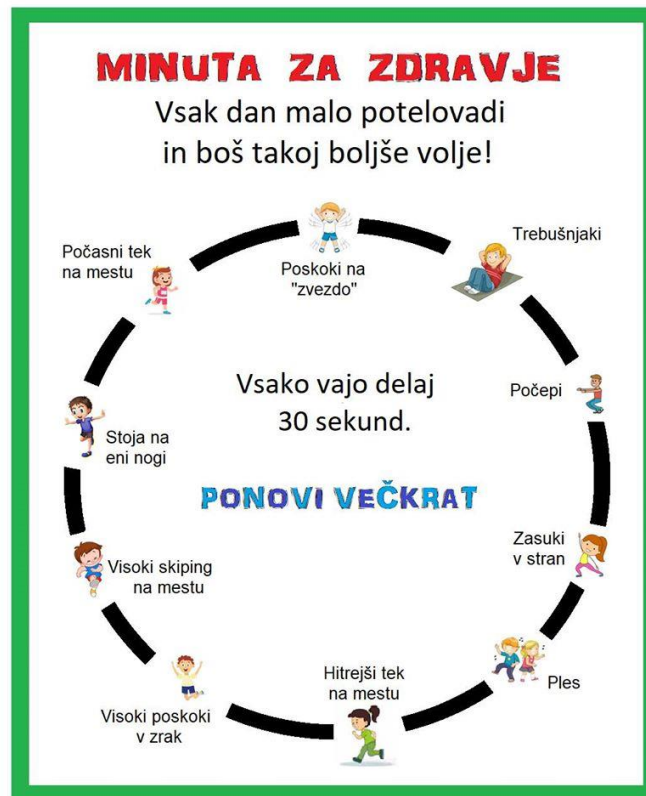 MINUTA ZA ZDRAVJE
Vsak dan malo potelovadi
in boš takoj boljše volje!
Poskoki na
"zvezdo"
Trebušnjaki
Počepi
Zasuki
v stran
Ples
Hitrejši tek
na mestu
Visoki poskoki
v zrak
Visoki skiping
na mestu
Stoja na
eni nogi
Počasni tek
na mestu
Vsako vajo delaj
30 sekund.
PONOVI VEČKRAT